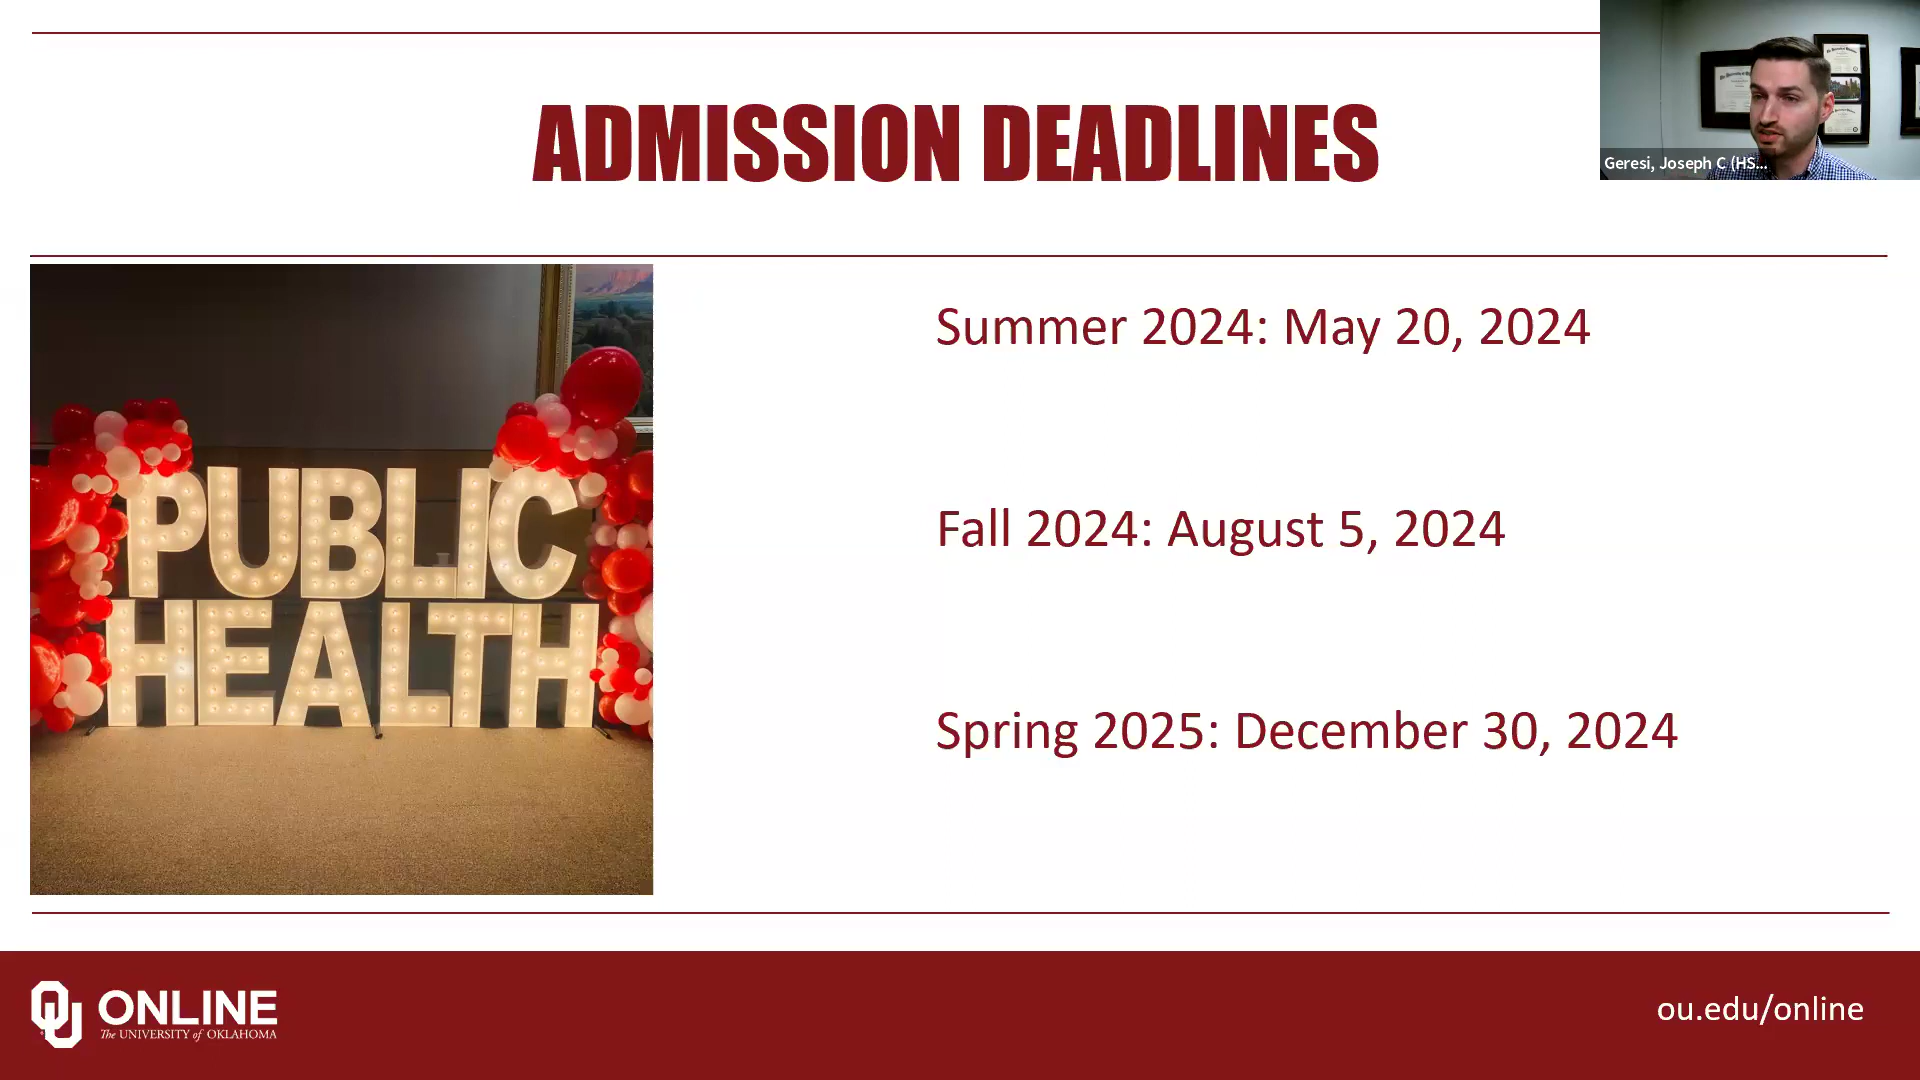 ADMISSION DEADLINES
Geresi, Joseph C (HS...
Summer 2024: May 20, 2024
PUBLIC
HEALTH
Fall 2024: August 5, 2024
Spring 2025: December 30, 2024
OU ONLINE
The UNIVERSITY of OKLAHOMA
ou.edu/online